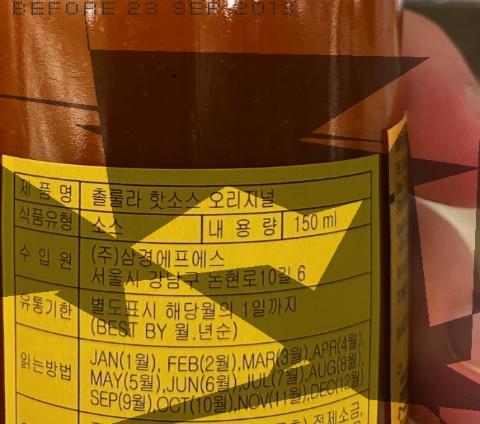 BEFORE 23 SEP 2013
제 품 명 촐룰라 핫소스 오리지널
식품유형 소스 내 용 량 150 ml
수 입 원 (주)삼경에프에스
서울시 강남구 논현로10길 6
유통기한 별도표시 해당월의 1일까지
(BEST BY 월.년순)
읽는방법 JAN(1월), FEB(2월),MAR(3월),APR(4월),
MAY(5월),JUN(6월),JUL(7월),AUG(8월),
SEP(9월),OCT(10월),NOV(11월),DEC(12월)
정제소금,